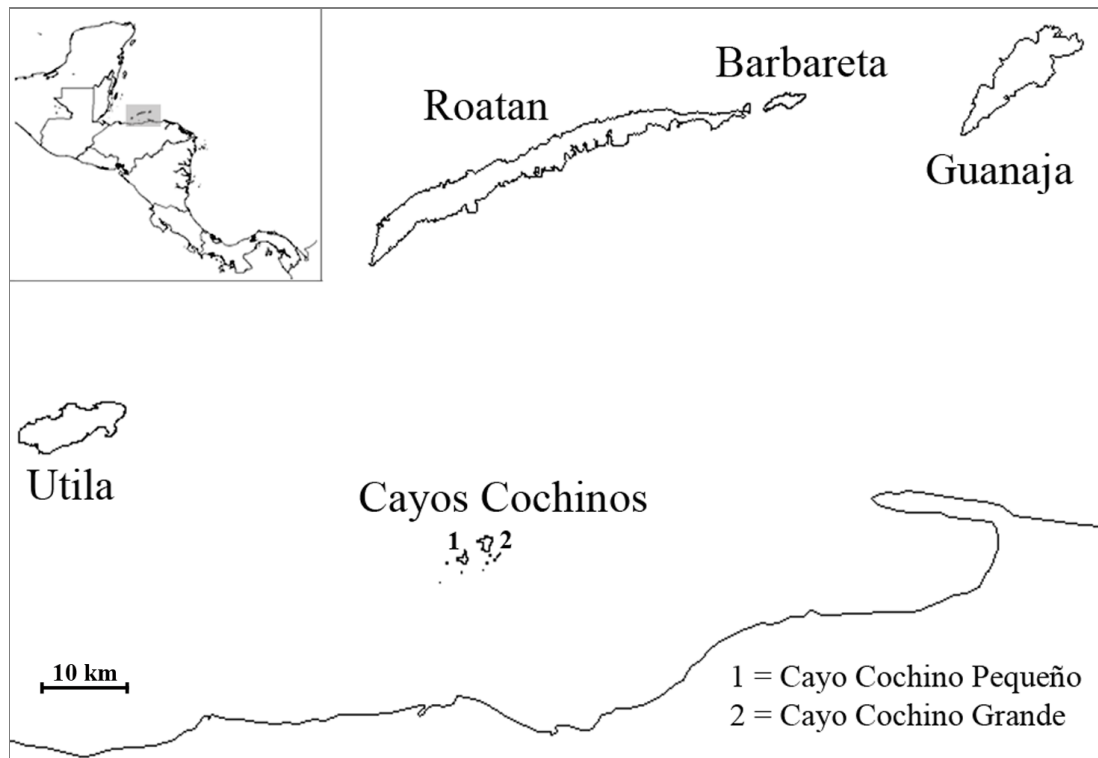 Barbareta
Roatan
Guanaja
Utila
Cayos Cochinos
1
2
10 km
1 = Cayo Cochino Pequeño
2 = Cayo Cochino Grande